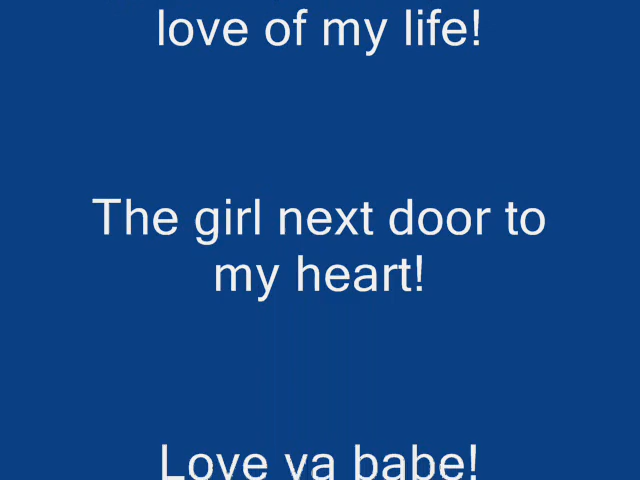 love of my life!
The girl next door to
my heart!
Love ya babe!